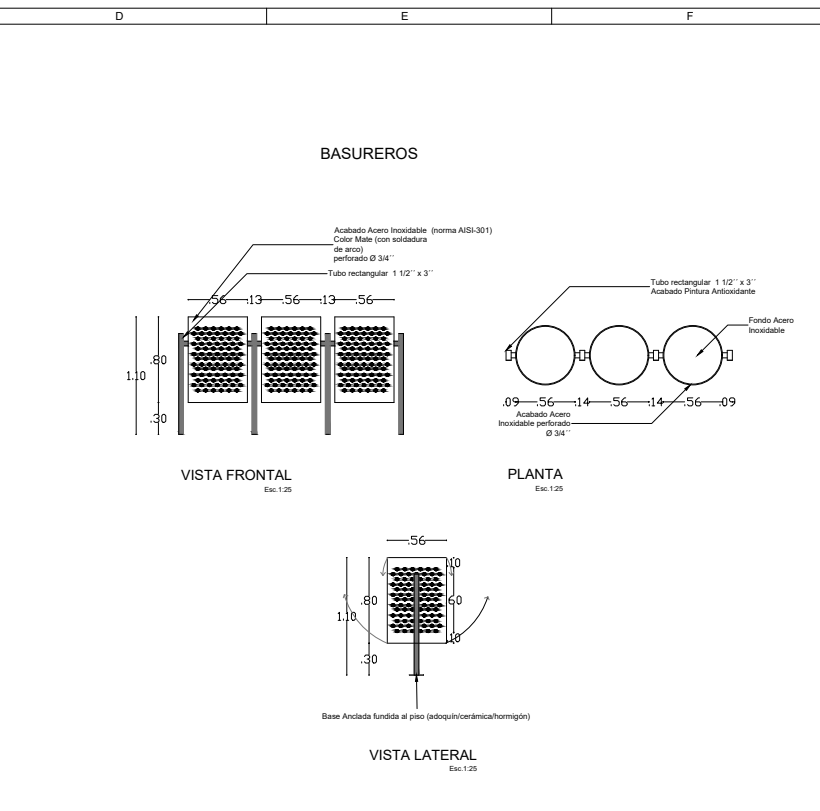 D
E
F
BASUREROS
Acabado Acero Inoxidable (norma AISI-301)
Color Mate (con soldadura
de arco)
perforado Ø 3/4´´
Tubo rectangular 1 1/2´´ x 3´´
.56 .13 .56 .13 .56
1.10
.80
.30
VISTA FRONTAL
Esc.1:25
Tubo rectangular 1 1/2´´ x 3´´
Acabado Pintura Antioxidante
Fondo Acero
Inoxidable
.09 .56 .14 .56 .14 .56 .09
Acabado Acero
Inoxidable perforado
Ø 3/4´´
PLANTA
Esc.1:25
.56
.10
.80
.60
1.10
.10
.30
Base Anclada fundida al piso (adoquín/cerámica/hormigón)
VISTA LATERAL
Esc.1:25